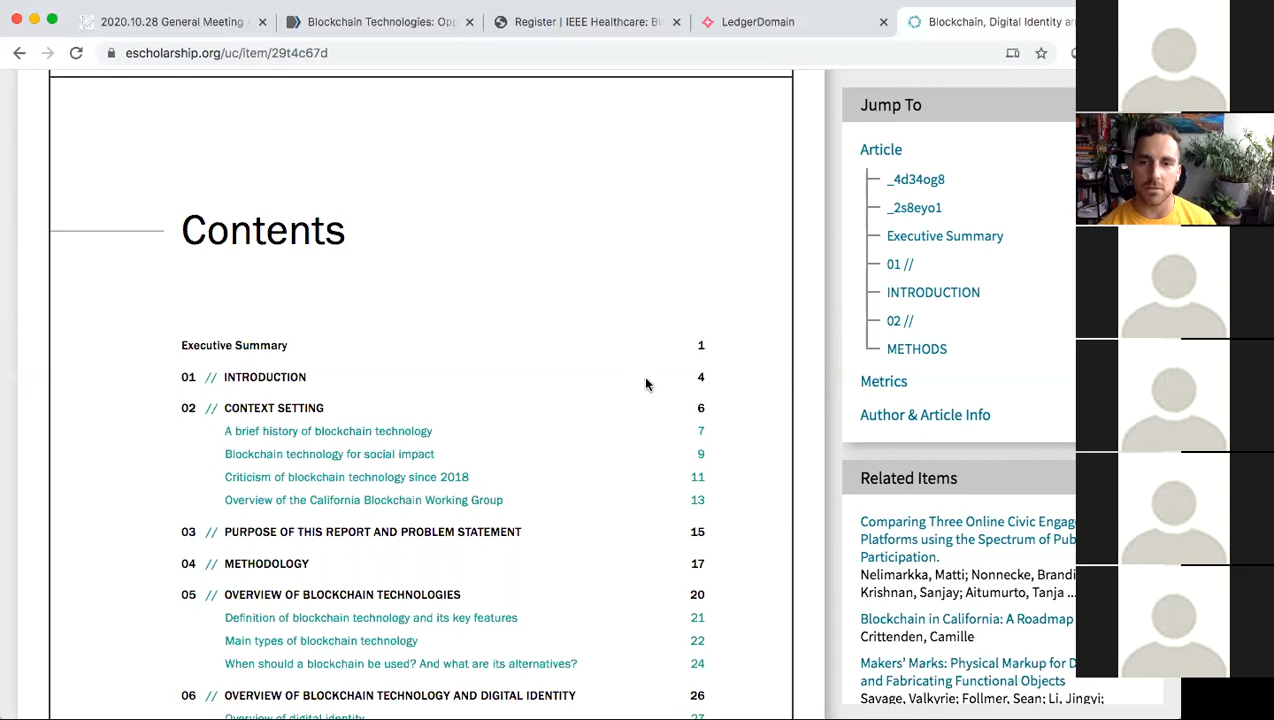 2020.10.28 General Meeting
Blockchain Technologies: Opp
Register | IEEE Healthcare: Bl
LedgerDomain
Blockchain, Digital Identity an
escholarship.org/uc/item/29t4c67d
Contents
Executive Summary 1
01 // INTRODUCTION 4
02 // CONTEXT SETTING 6
A brief history of blockchain technology 7
Blockchain technology for social impact 9
Criticism of blockchain technology since 2018 11
Overview of the California Blockchain Working Group 13
03 // PURPOSE OF THIS REPORT AND PROBLEM STATEMENT 15
04 // METHODOLOGY 17
05 // OVERVIEW OF BLOCKCHAIN TECHNOLOGIES 20
Definition of blockchain technology and its key features 21
Main types of blockchain technology 22
When should a blockchain be used? And what are its alternatives? 24
06 // OVERVIEW OF BLOCKCHAIN TECHNOLOGY AND DIGITAL IDENTITY 26
Overview of digital identity 27
Jump To
Article
_4d34og8
_2s8eyo1
Executive Summary
01 //
INTRODUCTION
02 //
METHODS
Metrics
Author & Article Info
Related Items
Comparing Three Online Civic Engag
Platforms using the Spectrum of Pub
Participation.
Nelimarkka, Matti; Nonnecke, Brandi
Krishnan, Sanjay; Aitumurto, Tanja ...
Blockchain in California: A Roadmap
Crittenden, Camille
Makers' Marks: Physical Markup for D
and Fabricating Functional Objects
Savage, Valkyrie; Follmer, Sean; Li, Jingyi;